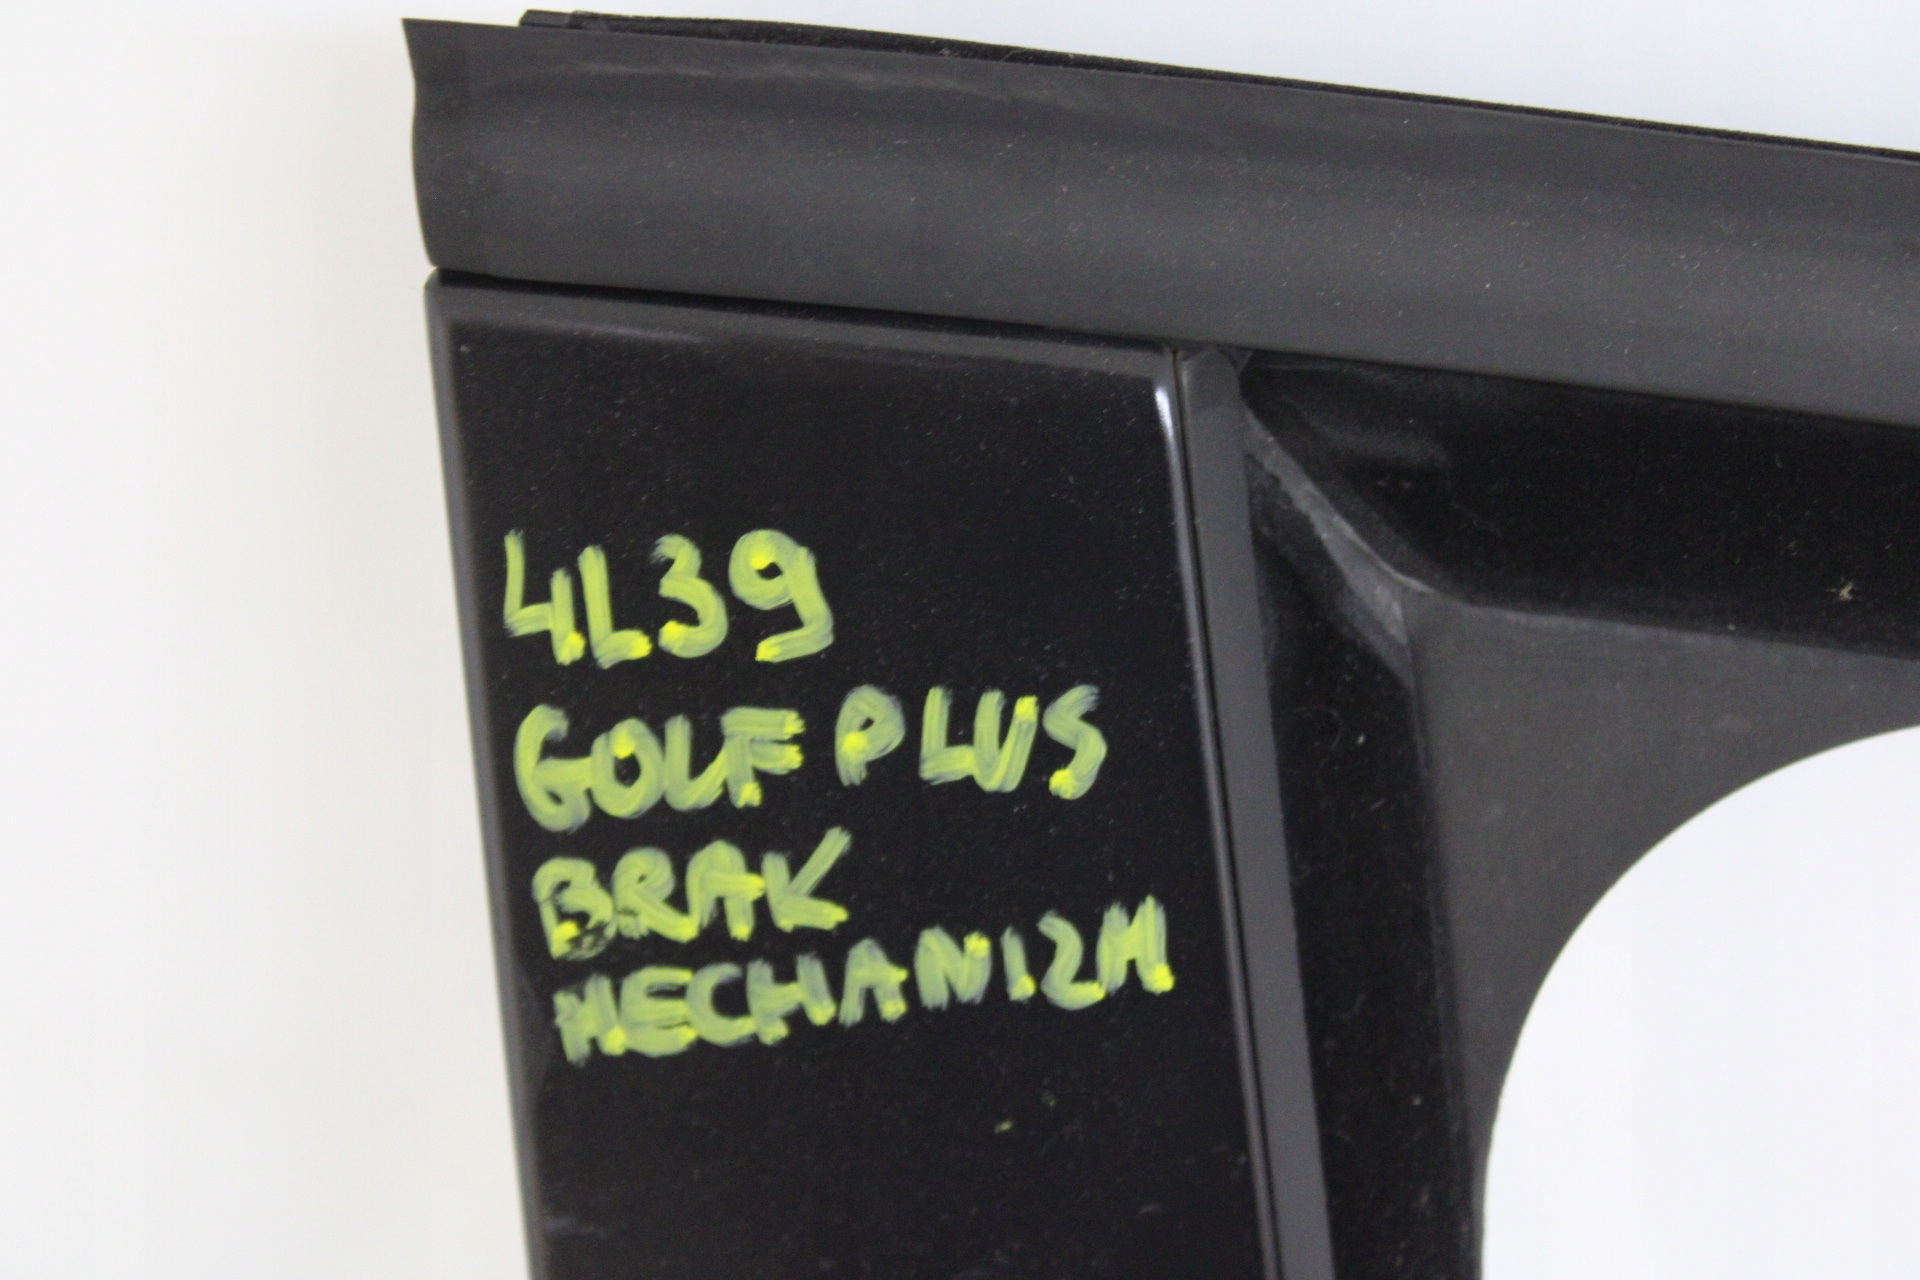 4L39
GOLF PLUS
BRAK
MECHANIZM